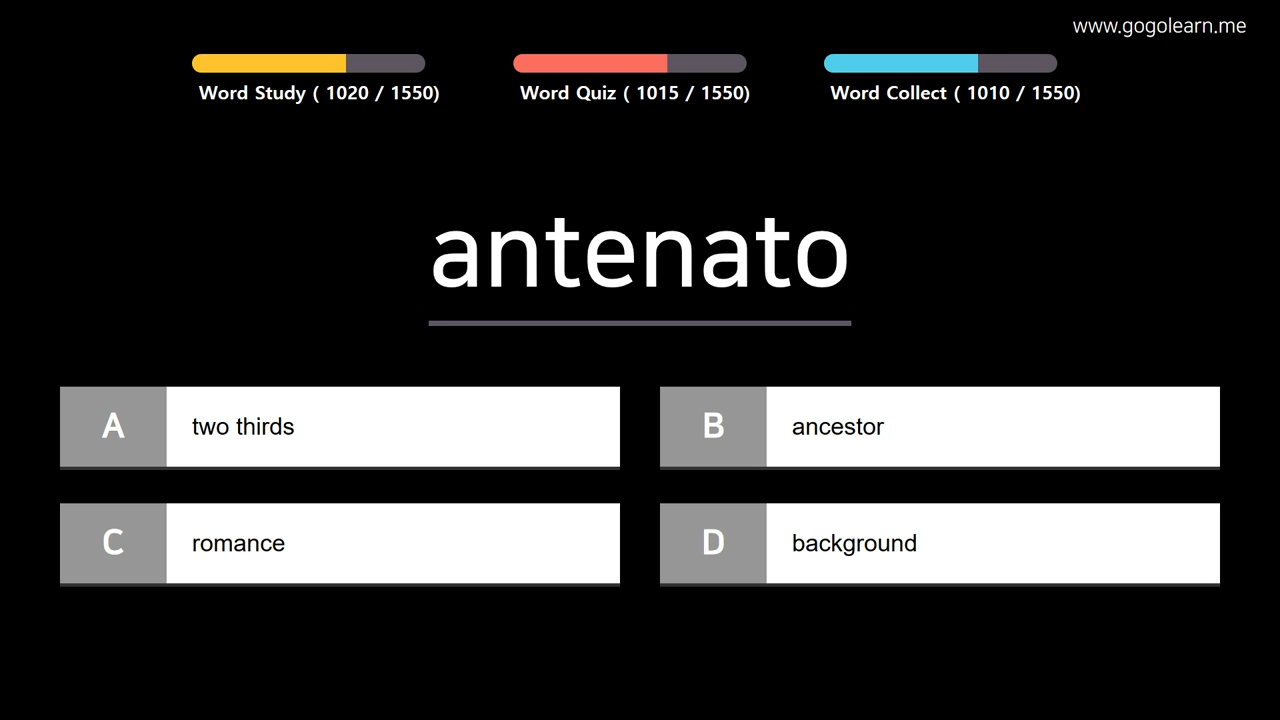 www.gogolearn.me
Word Study ( 1020 / 1550)
Word Quiz ( 1015 / 1550)
Word Collect ( 1010 / 1550)
antenato
A two thirds
B ancestor
C romance
D background